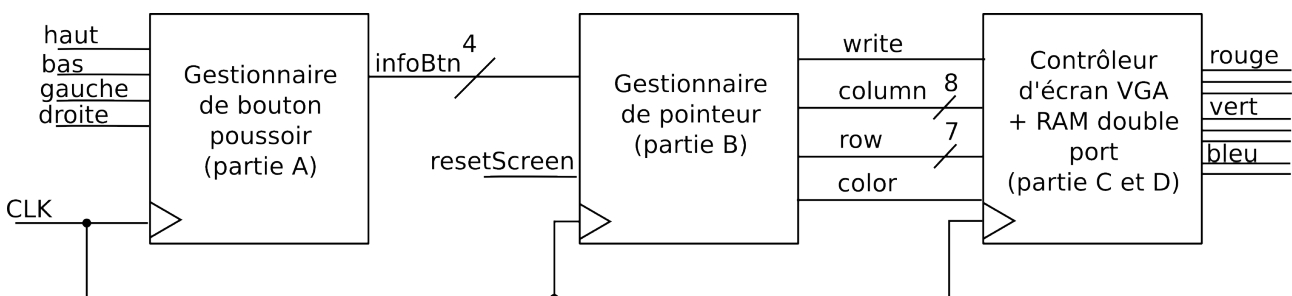 haut
bas
gauche
droite
CLK
Gestionnaire
de bouton
poussoir
(partie A)
infoBtn
4
resetScreen
Gestionnaire
de pointeur
(partie B)
write
column
8
row
7
color
Contrôleur
d'écran VGA
+ RAM double
port
(partie C et D)
rouge
vert
bleu